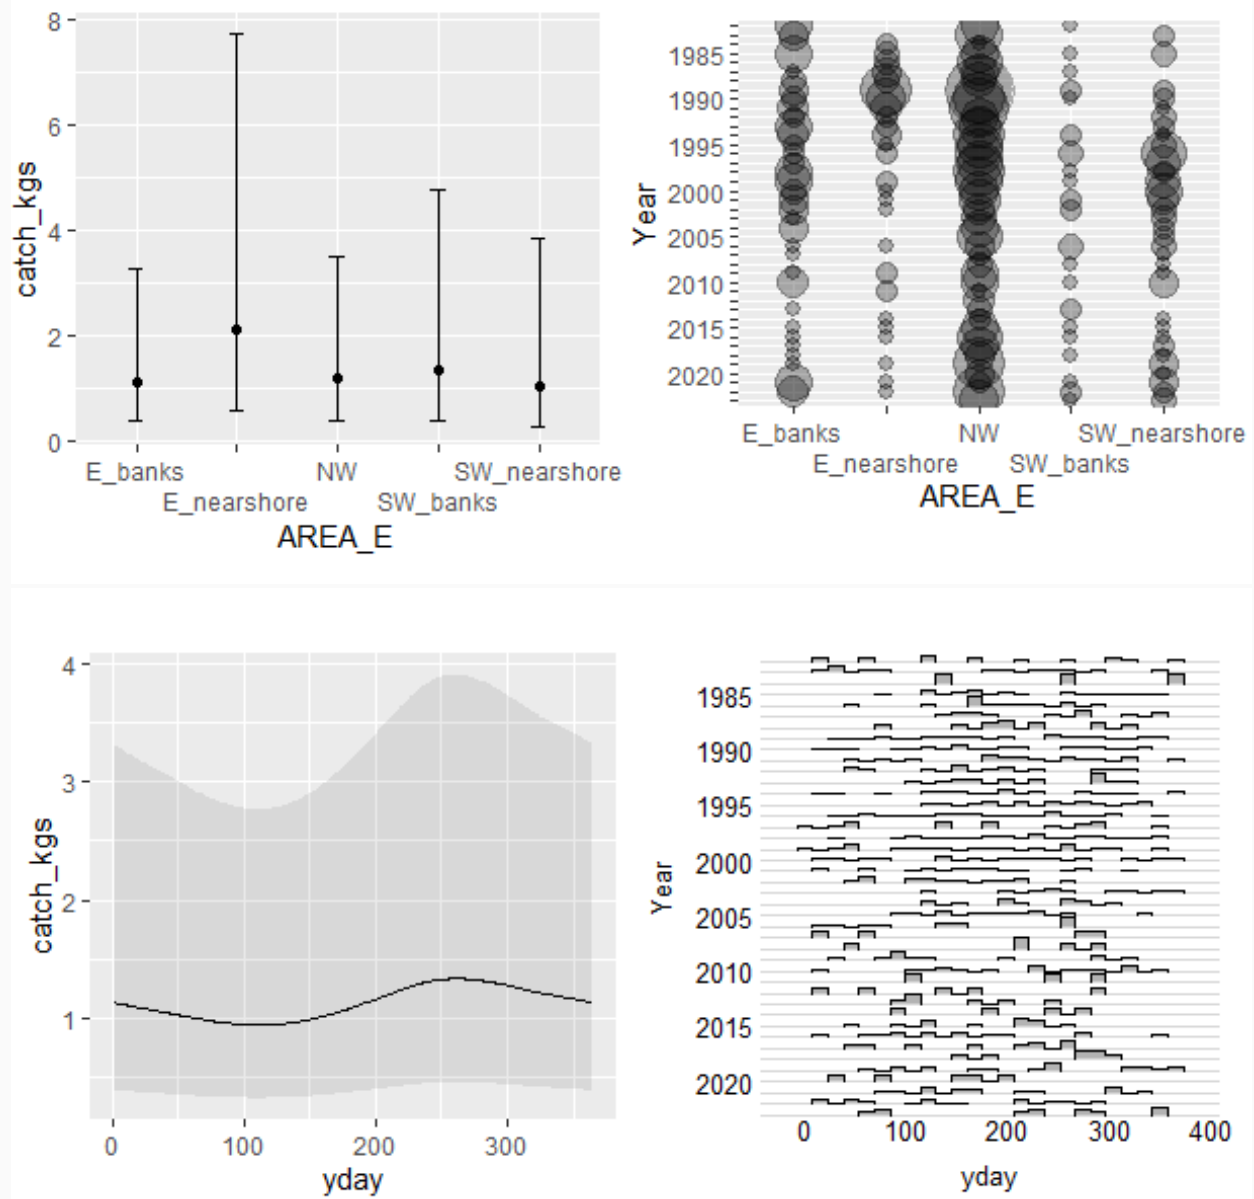 8
6
4
2
0
catch_kgs
E_banks
NW
SW_nearshore
E_nearshore
SW_banks
AREA_E
1985
1990
1995
2000
2005
2010
2015
2020
Year
E_banks
NW
SW_nearshore
E_nearshore
SW_banks
AREA_E
4
3
2
1
catch_kgs
0
100
200
300
yday
1985
1990
1995
2000
2005
2010
2015
2020
Year
0
100
200
300
400
yday